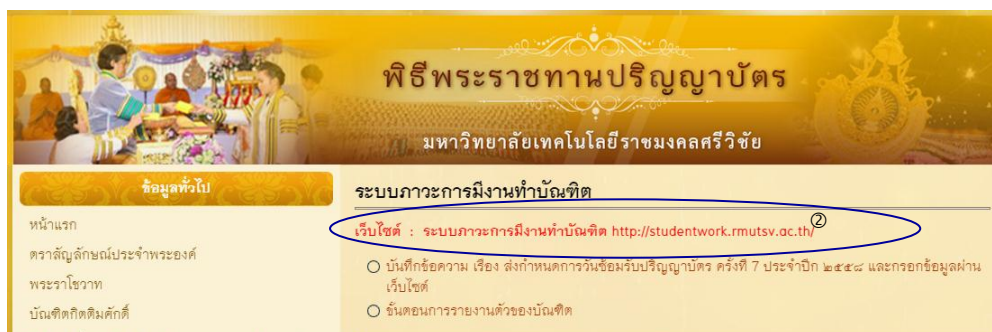 พิธีพระราชทานปริญญาบัตร
มหาวิทยาลัยเทคโนโลยีราชมงคลศรีวิชัย
ข้อมูลทั่วไป
หน้าแรก
ตราสัญลักษณ์ประจำพระองค์
พระราโชวาท
บัณฑิตกิตติมศักดิ์
ระบบภาวะการมีงานทำบัณฑิต
เว็บไซต์ : ระบบภาวะการมีงานทำบัณฑิต http://studentwork.rmutsv.ac.th/
②
บันทึกข้อความ เรื่อง ส่งกำหนดการวันซ้อมรับปริญญาบัตร ครั้งที่ 7 ประจำปีก ๒๕๕๘ และกรอกข้อมูลผ่าน
เว็บไซต์
ขั้นตอนการรายงานตัวของบัณฑิต